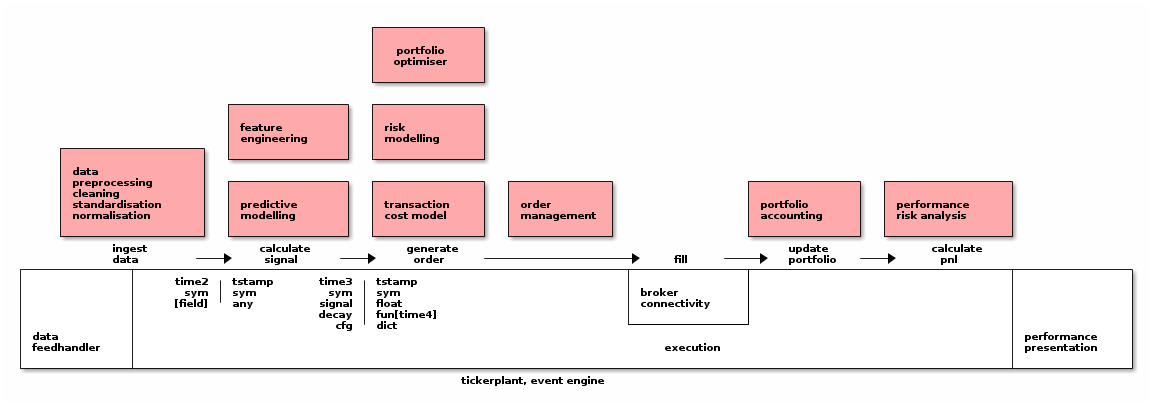 portfolio
optimiser
feature
engineering
risk
modelling
data
preprocessing
cleaning
standardisation
normalisation
predictive
modelling
transaction
cost model
order
management
portfolio
accounting
performance
risk analysis
ingest
data
calculate
signal
generate
order
fill
update
portfolio
calculate
pnl
time2 tstamp
sym sym
[field] any
time3 tstamp
sym sym
signal float
decay fun[time4]
cfg dict
broker
connectivity
data
feedhandler
execution
performance
presentation
tickerplant, event engine